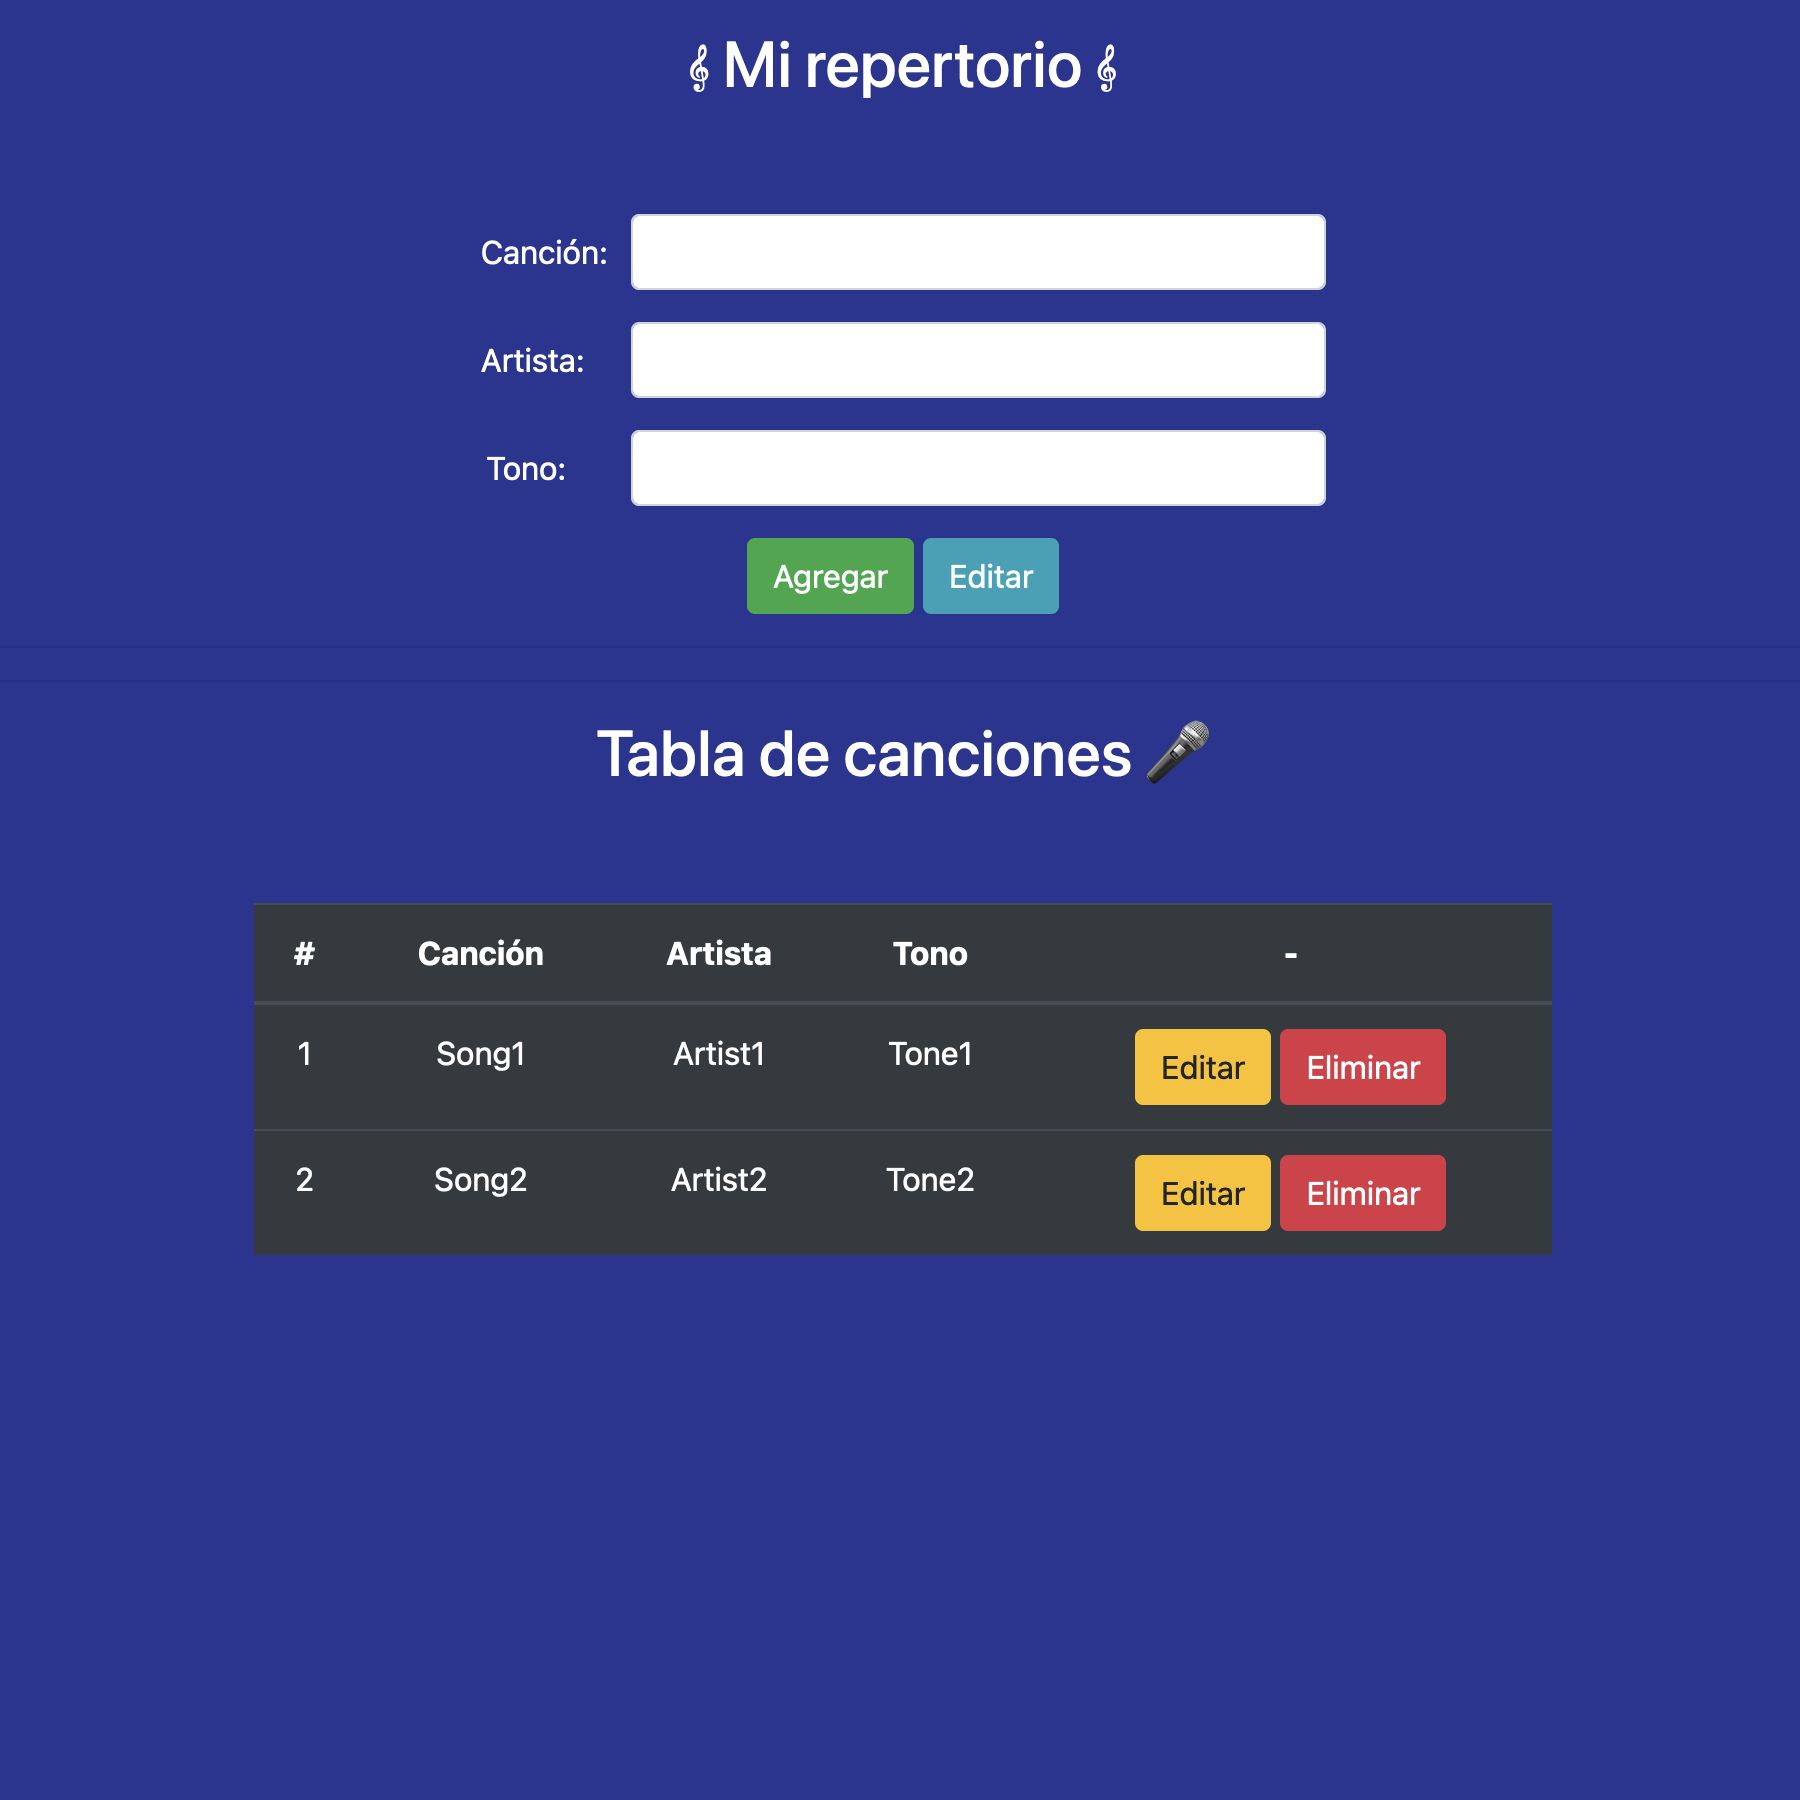 𝄞 Mi repertorio 𝄞
Canción:
Artista:
Tono:
Agregar Editar
Tabla de canciones 🎤
# Canción Artista Tono -
1 Song1 Artist1 Tone1 Editar Eliminar
2 Song2 Artist2 Tone2 Editar Eliminar